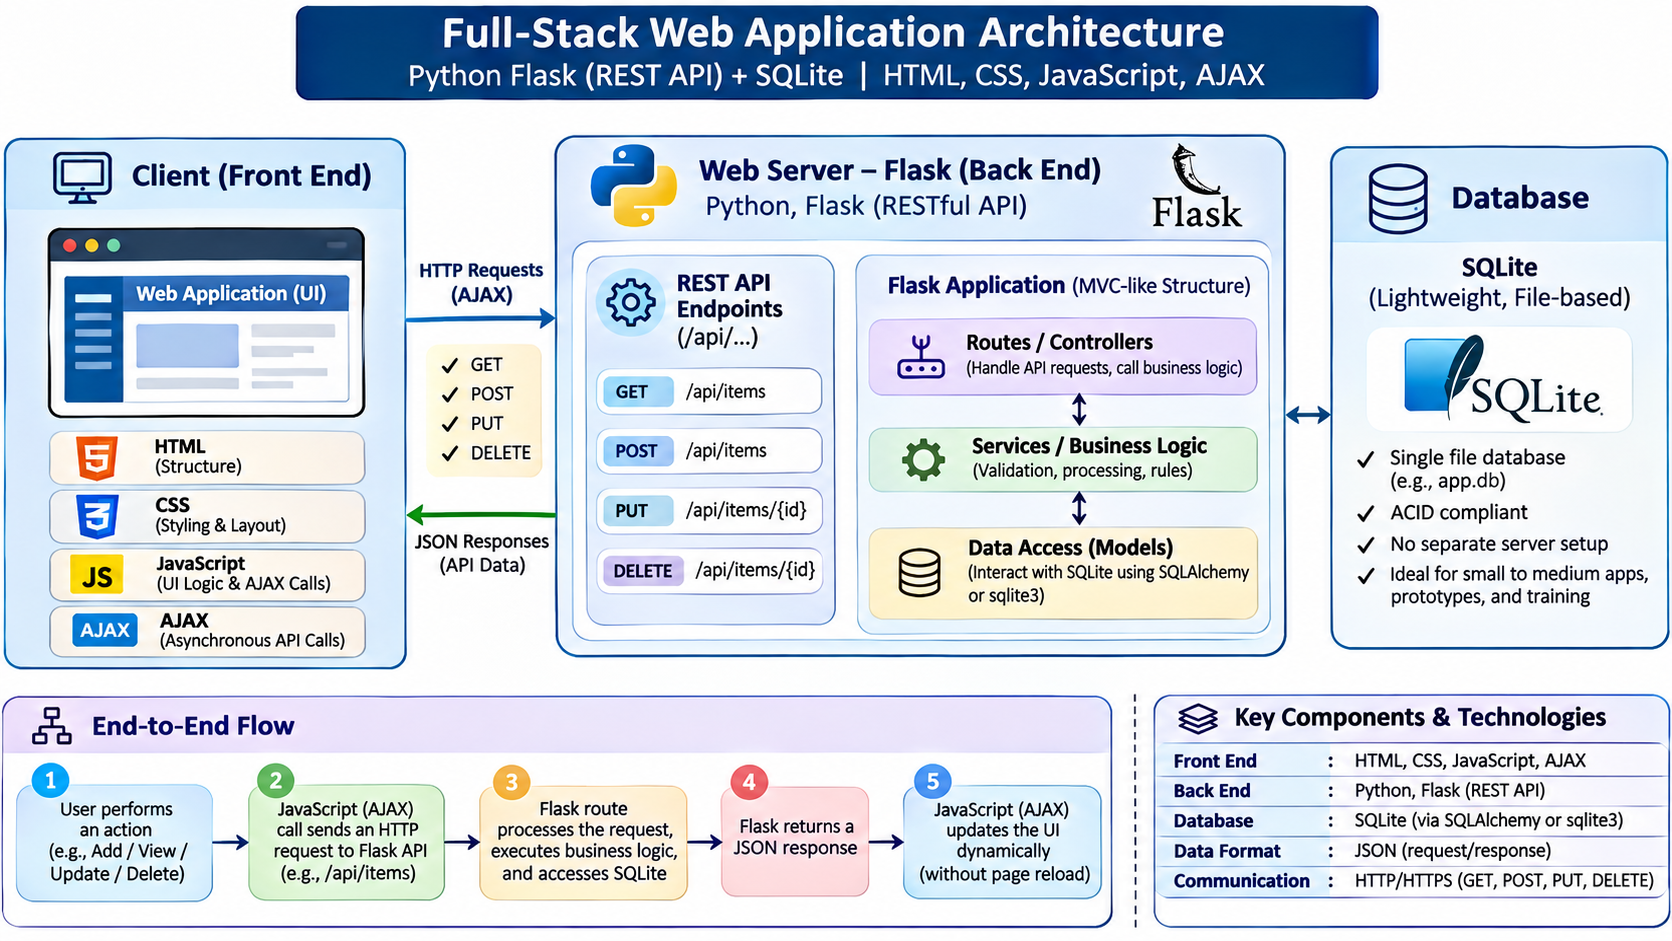 Full-Stack Web Application Architecture
Python Flask (REST API) + SQLite | HTML, CSS, JavaScript, AJAX
Client (Front End)
Web Application (UI)
HTML
(Structure)
CSS
(Styling & Layout)
JS
JavaScript
(UI Logic & AJAX Calls)
AJAX
AJAX
(Asynchronous API Calls)
HTTP Requests
(AJAX)
GET
POST
PUT
DELETE
JSON Responses
(API Data)
Web Server – Flask (Back End)
Python, Flask (RESTful API)
Flask
REST API
Endpoints
(/api/...)
GET /api/items
POST /api/items
PUT /api/items/{id}
DELETE /api/items/{id}
Flask Application (MVC-like Structure)
Routes / Controllers
(Handle API requests, call business logic)
Services / Business Logic
(Validation, processing, rules)
Data Access (Models)
(Interact with SQLite using SQLAlchemy
or sqlite3)
Database
SQLite
(Lightweight, File-based)
SQLite
Single file database
(e.g., app.db)
ACID compliant
No separate server setup
Ideal for small to medium apps,
prototypes, and training
End-to-End Flow
1
User performs
an action
(e.g., Add / View /
Update / Delete)
2
JavaScript (AJAX)
call sends an HTTP
request to Flask API
(e.g., /api/items)
3
Flask route
processes the request,
executes business logic,
and accesses SQLite
4
Flask returns a
JSON response
5
JavaScript (AJAX)
updates the UI
dynamically
(without page reload)
Key Components & Technologies
Front End : HTML, CSS, JavaScript, AJAX
Back End : Python, Flask (REST API)
Database : SQLite (via SQLAlchemy or sqlite3)
Data Format : JSON (request/response)
Communication : HTTP/HTTPS (GET, POST, PUT, DELETE)